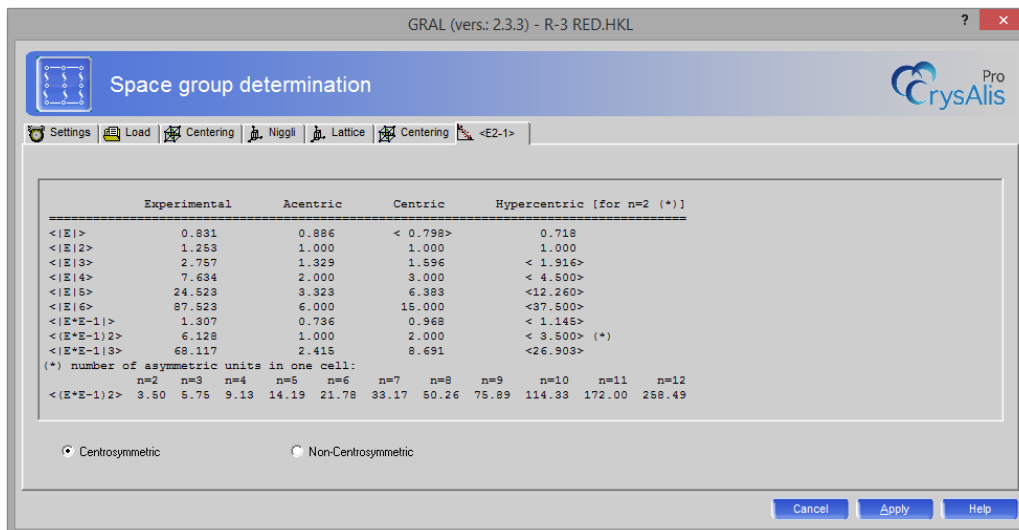 GRAL (vers.: 2.3.3) - R-3 RED.HKL ? ×
Space group determination
CrysAlis Pro
Settings Load Centering Niggli Lattice Centering <E2-1>
Experimental Acentric Centric Hypercentric [for n=2 (*)]
==========================================================================================
<|E|> 0.831 0.886 < 0.798> 0.718
<|E|2> 1.253 1.000 1.000 1.000
<|E|3> 2.757 1.329 1.596 < 1.916>
<|E|4> 7.634 2.000 3.000 < 4.500>
<|E|5> 24.523 3.323 6.383 <12.260>
<|E|6> 87.523 6.000 15.000 <37.500>
<|E*E-1|> 1.307 0.736 0.968 < 1.145>
<(E*E-1)2> 6.128 1.000 2.000 < 3.500> (*)
<|E*E-1|3> 68.117 2.415 8.691 <26.903>
(*) number of asymmetric units in one cell:
n=2 n=3 n=4 n=5 n=6 n=7 n=8 n=9 n=10 n=11 n=12
<(E*E-1)2> 3.50 5.75 9.13 14.19 21.78 33.17 50.26 75.89 114.33 172.00 258.49
Centrosymmetric Non-Centrosymmetric
Cancel Apply Help